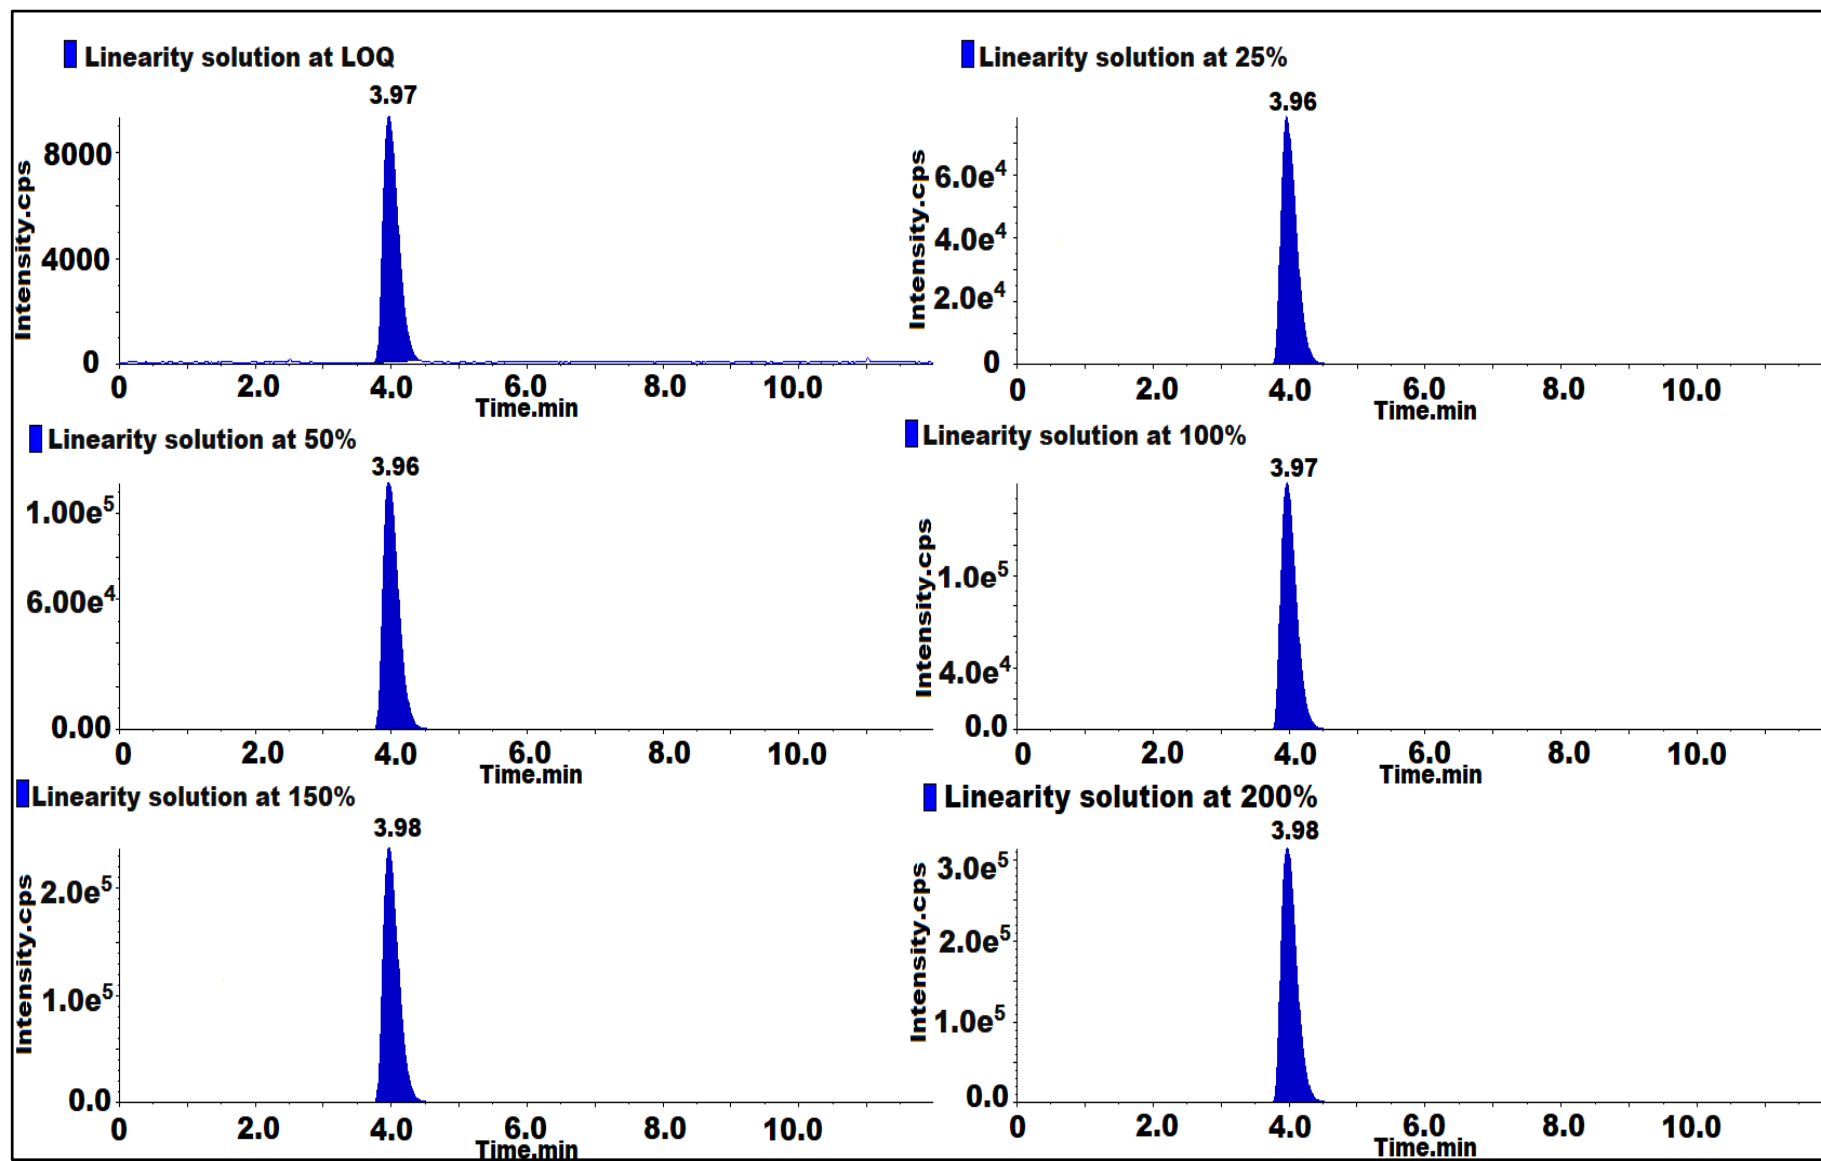 Linearity solution at LOQ
3.97
Intensity.cps
8000
4000
0
0 2.0 4.0 6.0 8.0 10.0
Time.min
Linearity solution at 25%
3.96
Intensity.cps
6.0e⁴
4.0e⁴
2.0e⁴
0
0 2.0 4.0 6.0 8.0 10.0
Time.min
Linearity solution at 50%
3.96
1.00e⁵
6.00e⁴
0.00
0 2.0 4.0 6.0 8.0 10.0
Time.min
Linearity solution at 100%
3.97
Intensity.cps
1.0e⁵
4.0e⁴
0.0
0 2.0 4.0 6.0 8.0 10.0
Time.min
Linearity solution at 150%
3.98
Intensity.cps
2.0e⁵
1.0e⁵
0.0
0 2.0 4.0 6.0 8.0 10.0
Time.min
Linearity solution at 200%
3.98
Intensity.cps
3.0e⁵
2.0e⁵
1.0e⁵
0.0
0 2.0 4.0 6.0 8.0 10.0
Time.min